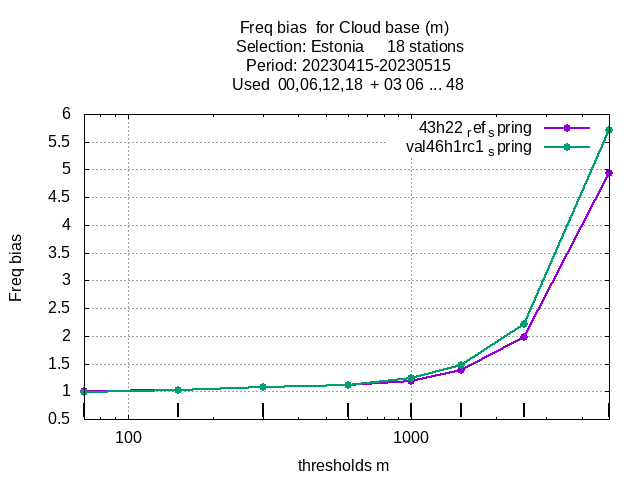 Freq bias  for Cloud base (m)
Selection: Estonia     18 stations
Period: 20230415-20230515
Used  00,06,12,18  + 03 06 ... 48
43h22 ref spring
val46h1rc1 spring
Freq bias
6
5.5
5
4.5
4
3.5
3
2.5
2
1.5
1
0.5
100 1000
thresholds m